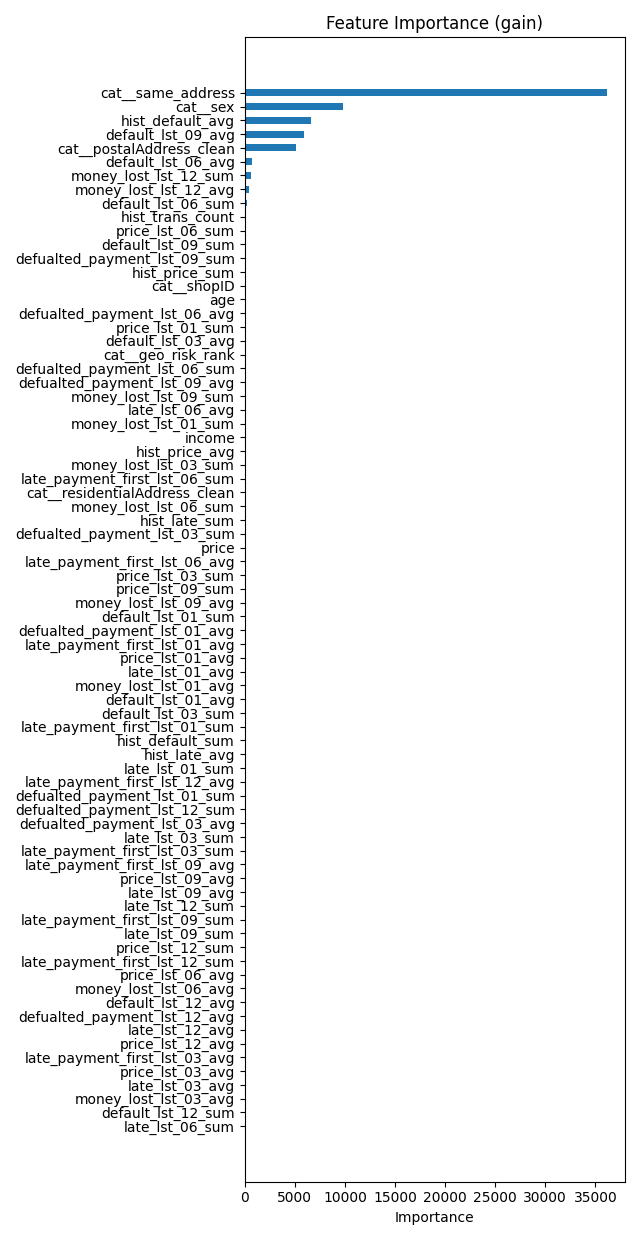 Feature Importance (gain)
cat__same_address
cat__sex
hist_default_avg
default_lst_09_avg
cat__postalAddress_clean
default_lst_06_avg
money_lost_lst_12_sum
money_lost_lst_12_avg
default_lst_06_sum
hist_trans_count
price_lst_06_sum
default_lst_09_sum
defualted_payment_lst_09_sum
hist_price_sum
cat__shopID
age
defualted_payment_lst_06_avg
price_lst_01_sum
default_lst_03_avg
cat__geo_risk_rank
defualted_payment_lst_06_sum
defualted_payment_lst_09_avg
money_lost_lst_09_sum
late_lst_06_avg
money_lost_lst_01_sum
income
hist_price_avg
money_lost_lst_03_sum
late_payment_first_lst_06_sum
cat__residentialAddress_clean
money_lost_lst_06_sum
hist_late_sum
defualted_payment_lst_03_sum
price
late_payment_first_lst_06_avg
price_lst_03_sum
price_lst_09_sum
money_lost_lst_09_avg
default_lst_01_sum
defualted_payment_lst_01_avg
late_payment_first_lst_01_avg
price_lst_01_avg
late_lst_01_avg
money_lost_lst_01_avg
default_lst_01_avg
default_lst_03_sum
late_payment_first_lst_01_sum
hist_default_sum
hist_late_avg
late_lst_01_sum
late_payment_first_lst_12_avg
defualted_payment_lst_01_sum
defualted_payment_lst_12_sum
defualted_payment_lst_03_avg
late_lst_03_sum
late_payment_first_lst_03_sum
late_payment_first_lst_09_avg
price_lst_09_avg
late_lst_09_avg
late_lst_12_sum
late_payment_first_lst_09_sum
late_lst_09_sum
price_lst_12_sum
late_payment_first_lst_12_sum
price_lst_06_avg
money_lost_lst_06_avg
default_lst_12_avg
defualted_payment_lst_12_avg
late_lst_12_avg
price_lst_12_avg
late_payment_first_lst_03_avg
price_lst_03_avg
late_lst_03_avg
money_lost_lst_03_avg
default_lst_12_sum
late_lst_06_sum
0 5000 10000 15000 20000 25000 30000 35000
Importance